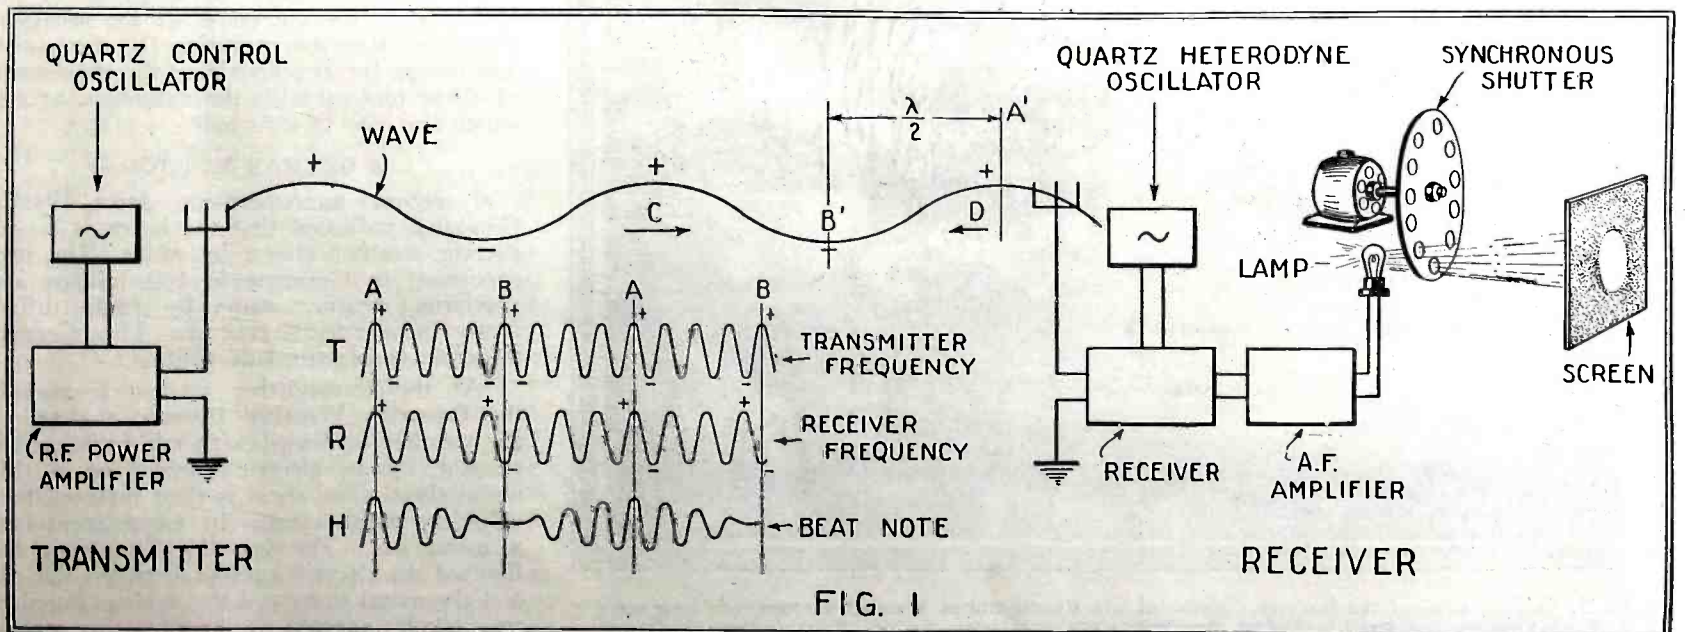 QUARTZ CONTROL
OSCILLATOR
WAVE
+
+
+
-
C
D
λ
2
A'
B'
+
QUARTZ HETERODYNE
OSCILLATOR
SYNCHRONOUS
SHUTTER
~
~
LAMP
SCREEN
A B A B
+ + + +
T
- - - - -
TRANSMITTER
FREQUENCY
+ + + +
R
- - - -
RECEIVER
FREQUENCY
H
BEAT NOTE
R.F. POWER
AMPLIFIER
RECEIVER
A.F.
AMPLIFIER
TRANSMITTER
RECEIVER
FIG. 1